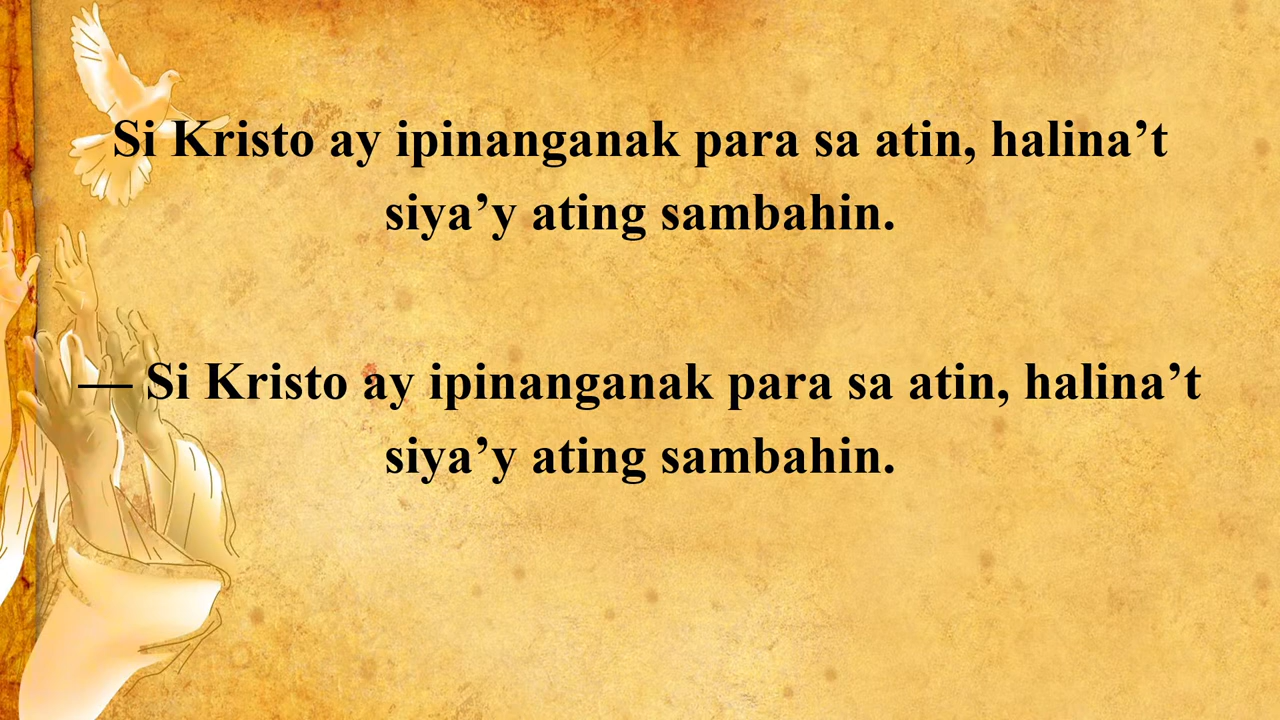 Si Kristo ay ipinanganak para sa atin, halina’t
siya’y ating sambahin.
— Si Kristo ay ipinanganak para sa atin, halina’t
siya’y ating sambahin.